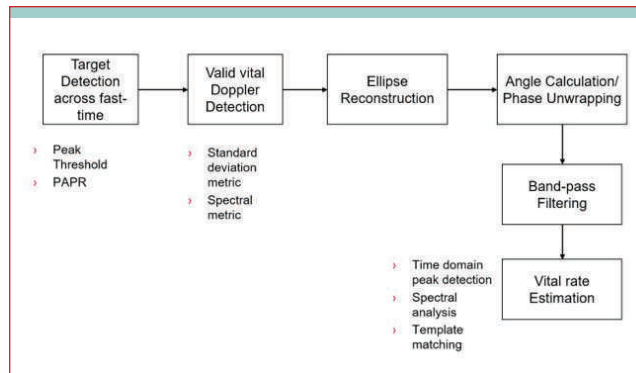 Target
Detection
across fast-
time
Valid vital
Doppler
Detection
Ellipse
Reconstruction
Angle Calculation/
Phase Unwrapping
› Peak
Threshold
› PAPR
› Standard
deviation
metric
› Spectral
metric
Band-pass
Filtering
› Time domain
peak detection
› Spectral
analysis
› Template
matching
Vital rate
Estimation